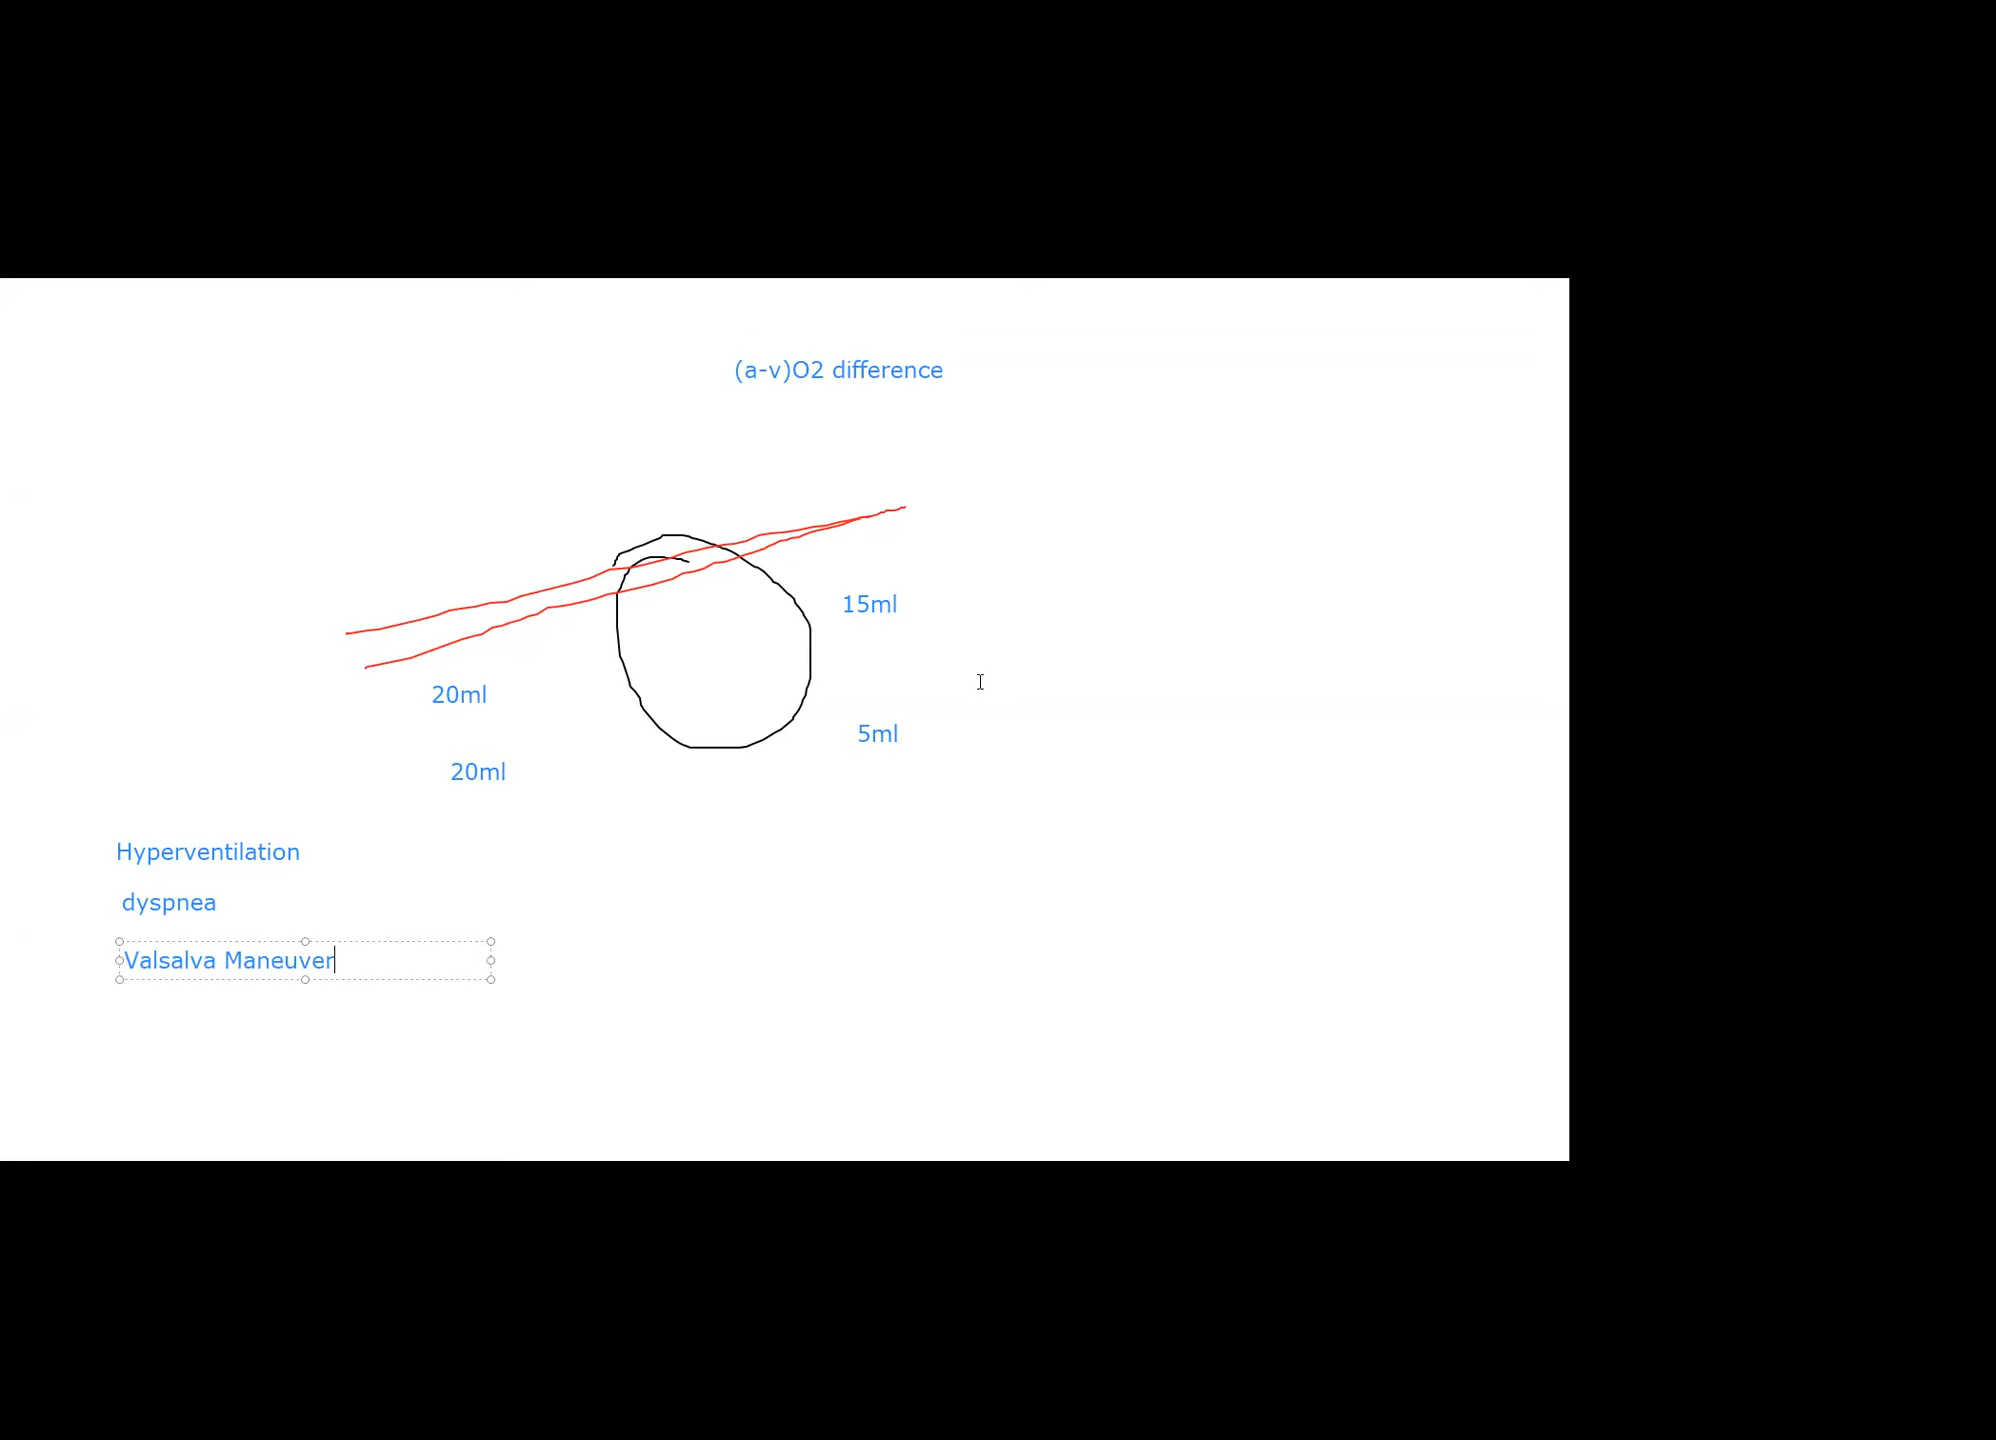 (a-v)O2 difference
15ml
20ml
5ml
20ml
Hyperventilation
dyspnea
Valsalva Maneuver